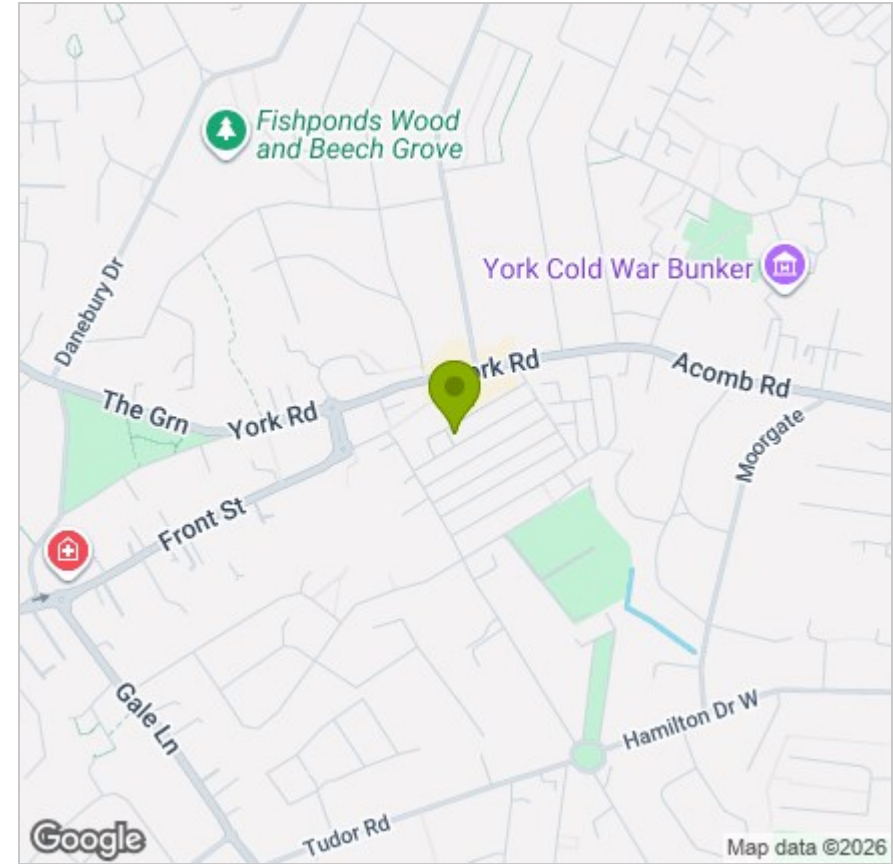 Fishponds Wood
and Beech Grove
York Cold War Bunker
Danebury Dr
York Rd
Acomb Rd
The Grn
York Rd
Moorgate
Front St
Gale Ln
Hamilton Dr W
Tudor Rd
Google
Map data ©2026